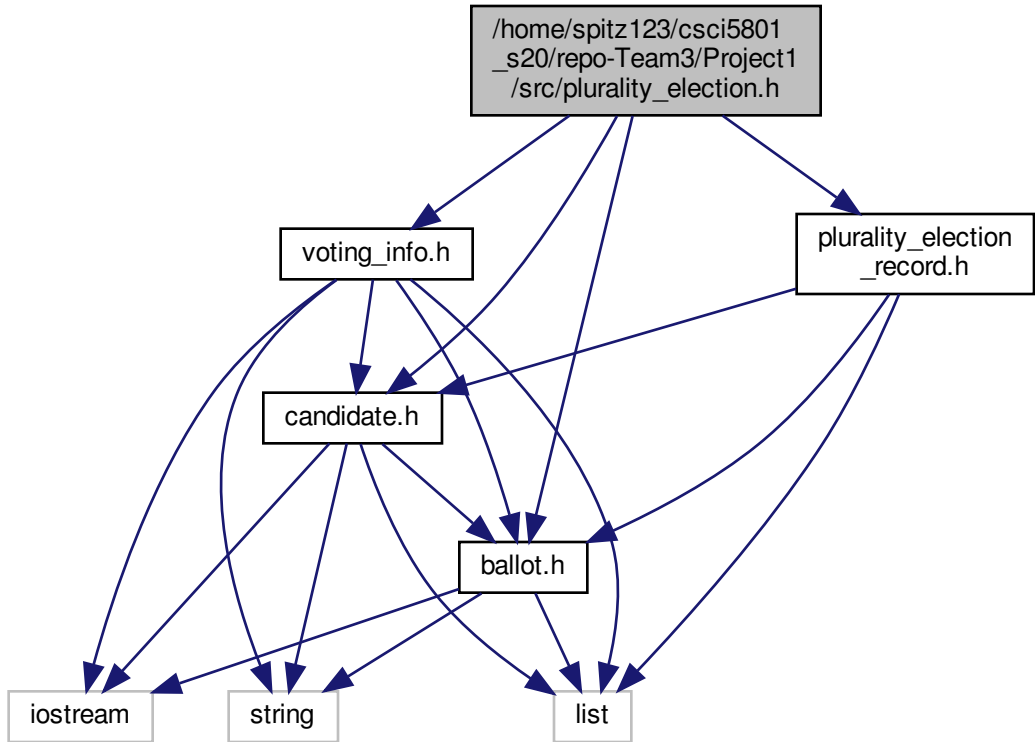 /home/spitz123/csci5801
_s20/repo-Team3/Project1
/src/plurality_election.h
voting_info.h
plurality_election
_record.h
candidate.h
ballot.h
iostream
string
list